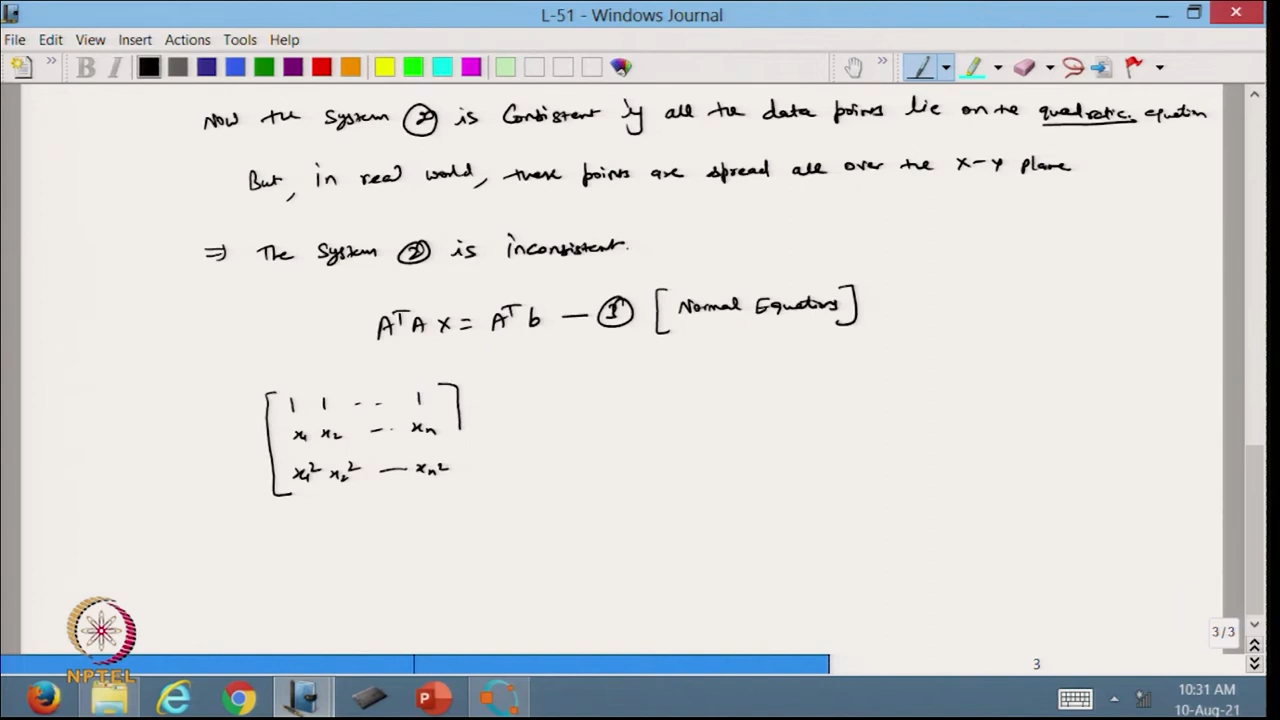 L-51 - Windows Journal
File Edit View Insert Actions Tools Help
B I
Now the System ② is Consistent if all the data points lie on the quadratic equation
But, in real world, these points are spread all over the x-y plane
⇒ The System ② is inconsistent.
AᵀA x = Aᵀb — [Normal Equations]
1 1 -- 1
x₁ x₂ -- xₙ
x₁² x₂² — xₙ²
3/3
3
NPTEL
10:31 AM
10-Aug-21